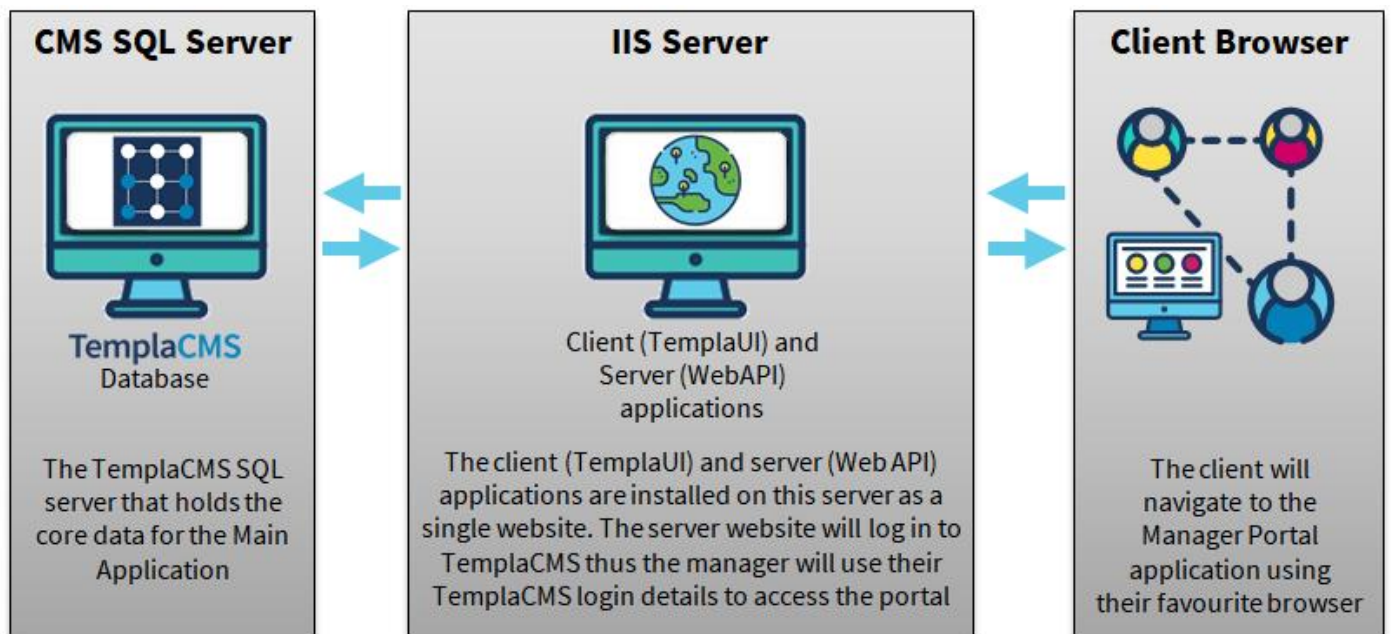 CMS SQL Server
TemplaCMS
Database
The TemplaCMS SQL
server that holds the
core data for the Main
Application
IIS Server
Client (TemplaUI) and
Server (WebAPI)
applications
The client (TemplaUI) and server (Web API)
applications are installed on this server as a
single website. The server website will log in to
TemplaCMS thus the manager will use their
TemplaCMS login details to access the portal
Client Browser
The client will
navigate to the
Manager Portal
application using
their favourite browser